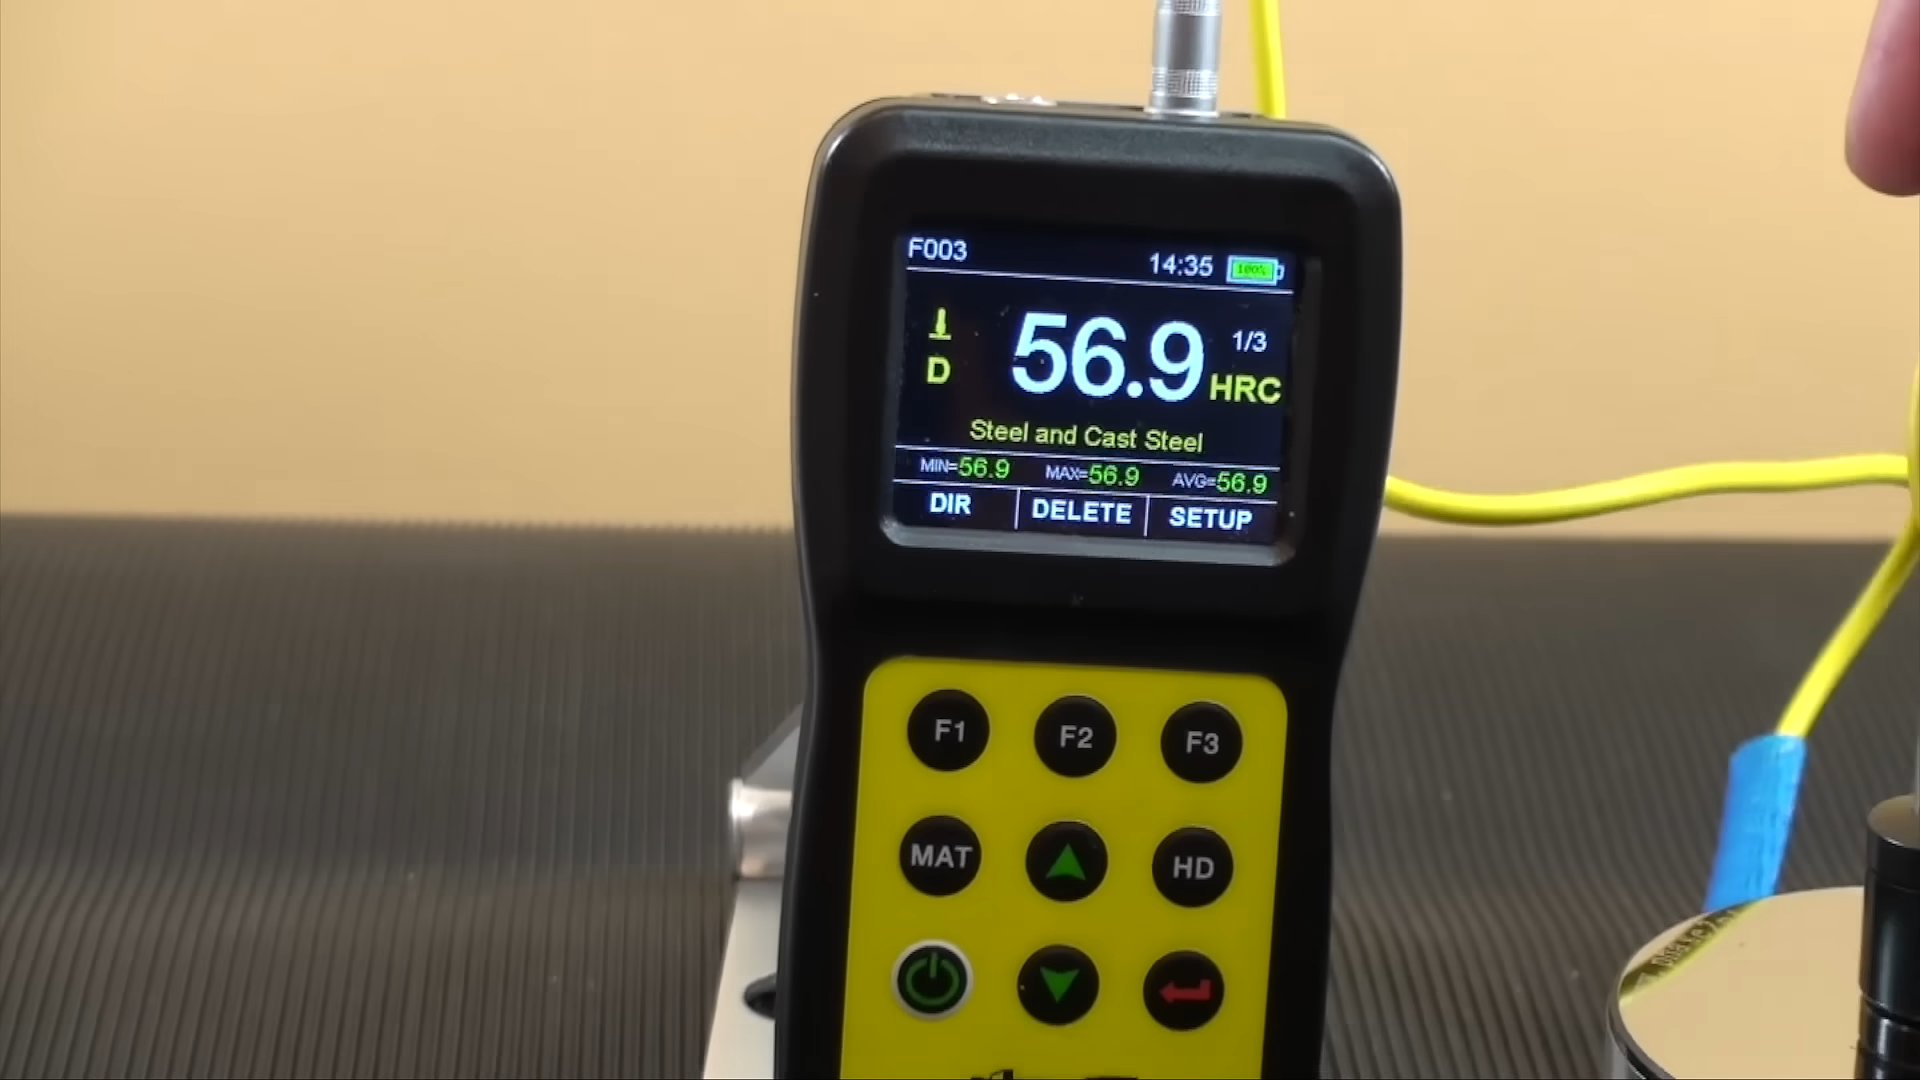 F003 14:35 100%
56.9 1/3
D HRC
Steel and Cast Steel
MIN=56.9 MAX=56.9 AVG=56.9
DIR DELETE SETUP
F1 F2 F3
MAT HD